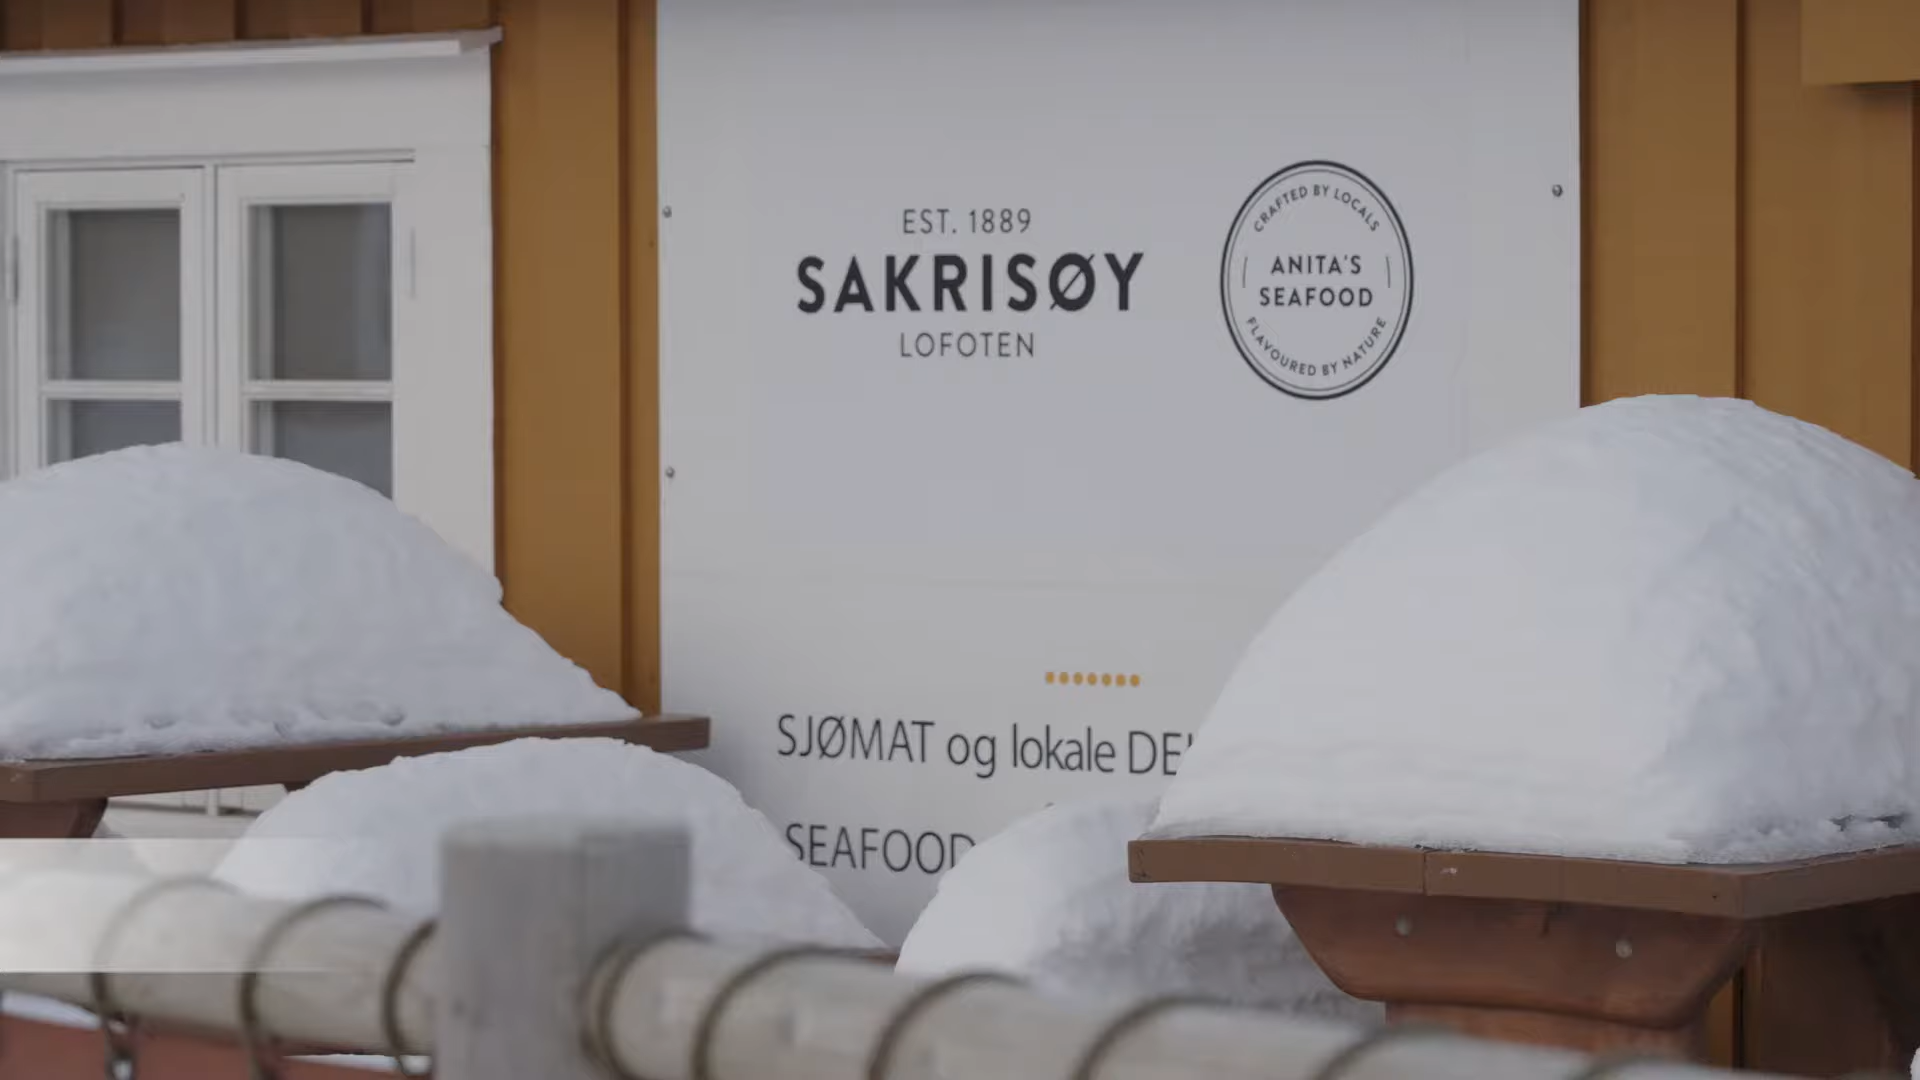 EST. 1889
SAKRISØY
LOFOTEN
CRAFTED BY LOCALS
ANITA'S
SEAFOOD
FLAVOURED BY NATURE
SJØMAT og lokale
SEAFOOD